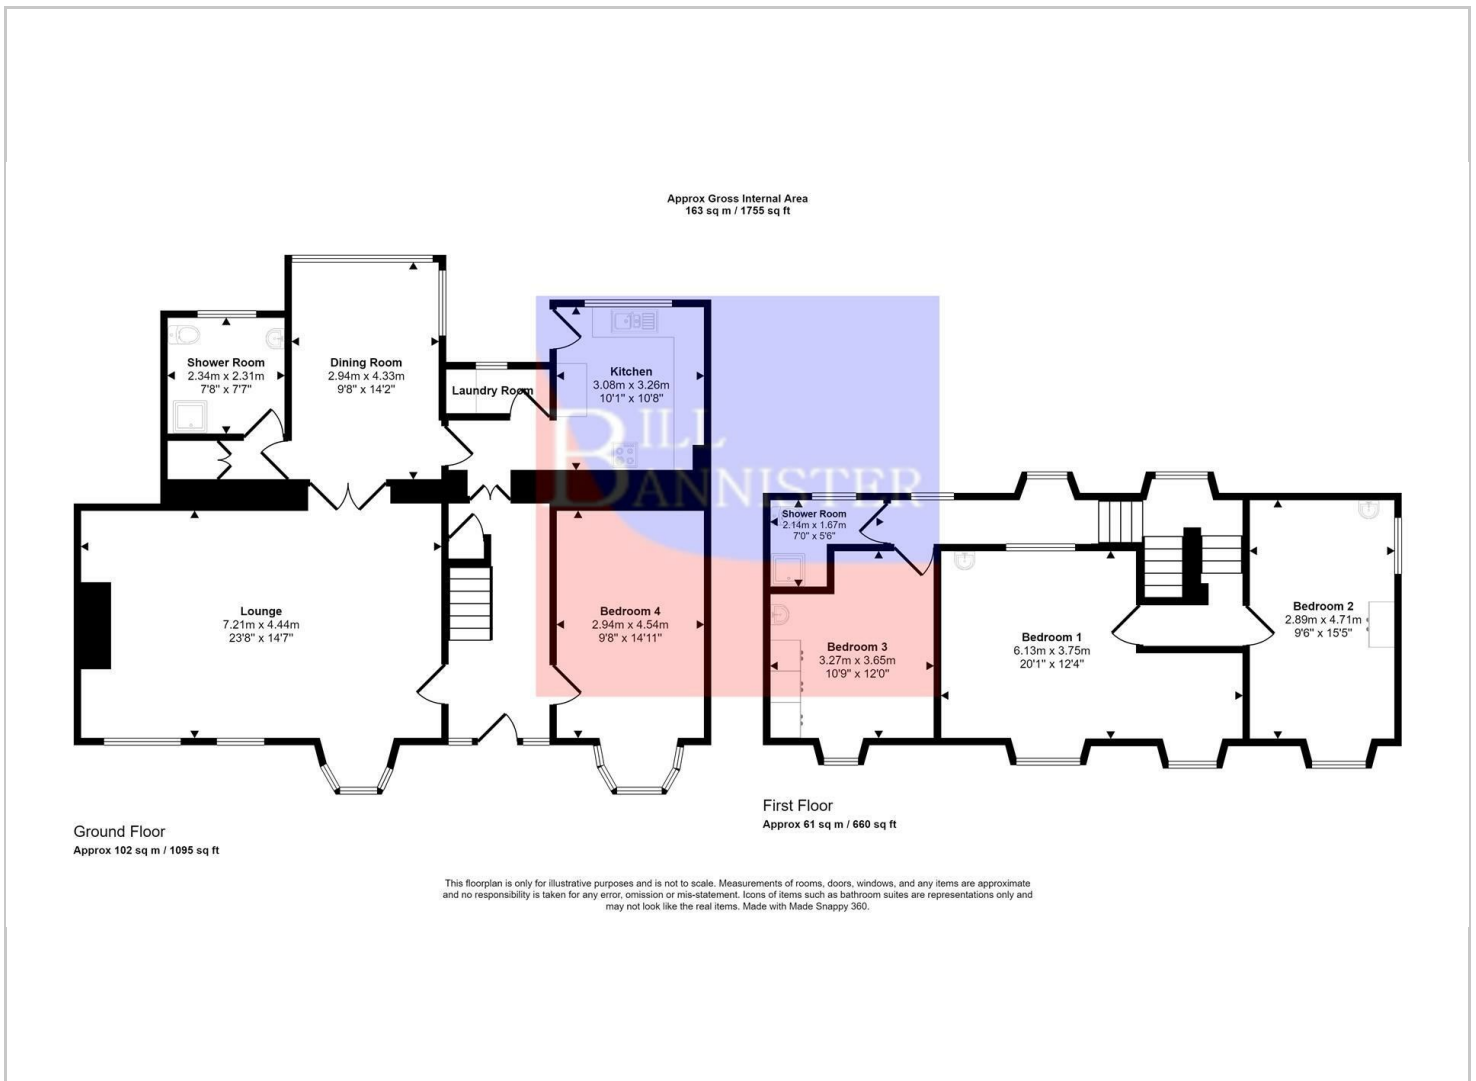 Approx Gross Internal Area
163 sq m / 1755 sq ft
Shower Room
2.34m x 2.31m
7'8" x 7'7"
Dining Room
2.94m x 4.33m
9'8" x 14'2"
Laundry Room
Kitchen
3.08m x 3.26m
10'1" x 10'8"
BILL
BANNISTER
Lounge
7.21m x 4.44m
23'8" x 14'7"
Bedroom 4
2.94m x 4.54m
9'8" x 14'11"
Ground Floor
Approx 102 sq m / 1095 sq ft
Shower Room
2.14m x 1.67m
7'0" x 5'6"
Bedroom 3
3.27m x 3.65m
10'9" x 12'0"
Bedroom 1
6.13m x 3.75m
20'1" x 12'4"
Bedroom 2
2.89m x 4.71m
9'6" x 15'5"
First Floor
Approx 61 sq m / 660 sq ft
This floorplan is only for illustrative purposes and is not to scale. Measurements of rooms, doors, windows, and any items are approximate
and no responsibility is taken for any error, omission or mis-statement. Icons of items such as bathroom suites are representations only and
may not look like the real items. Made with Made Snappy 360.